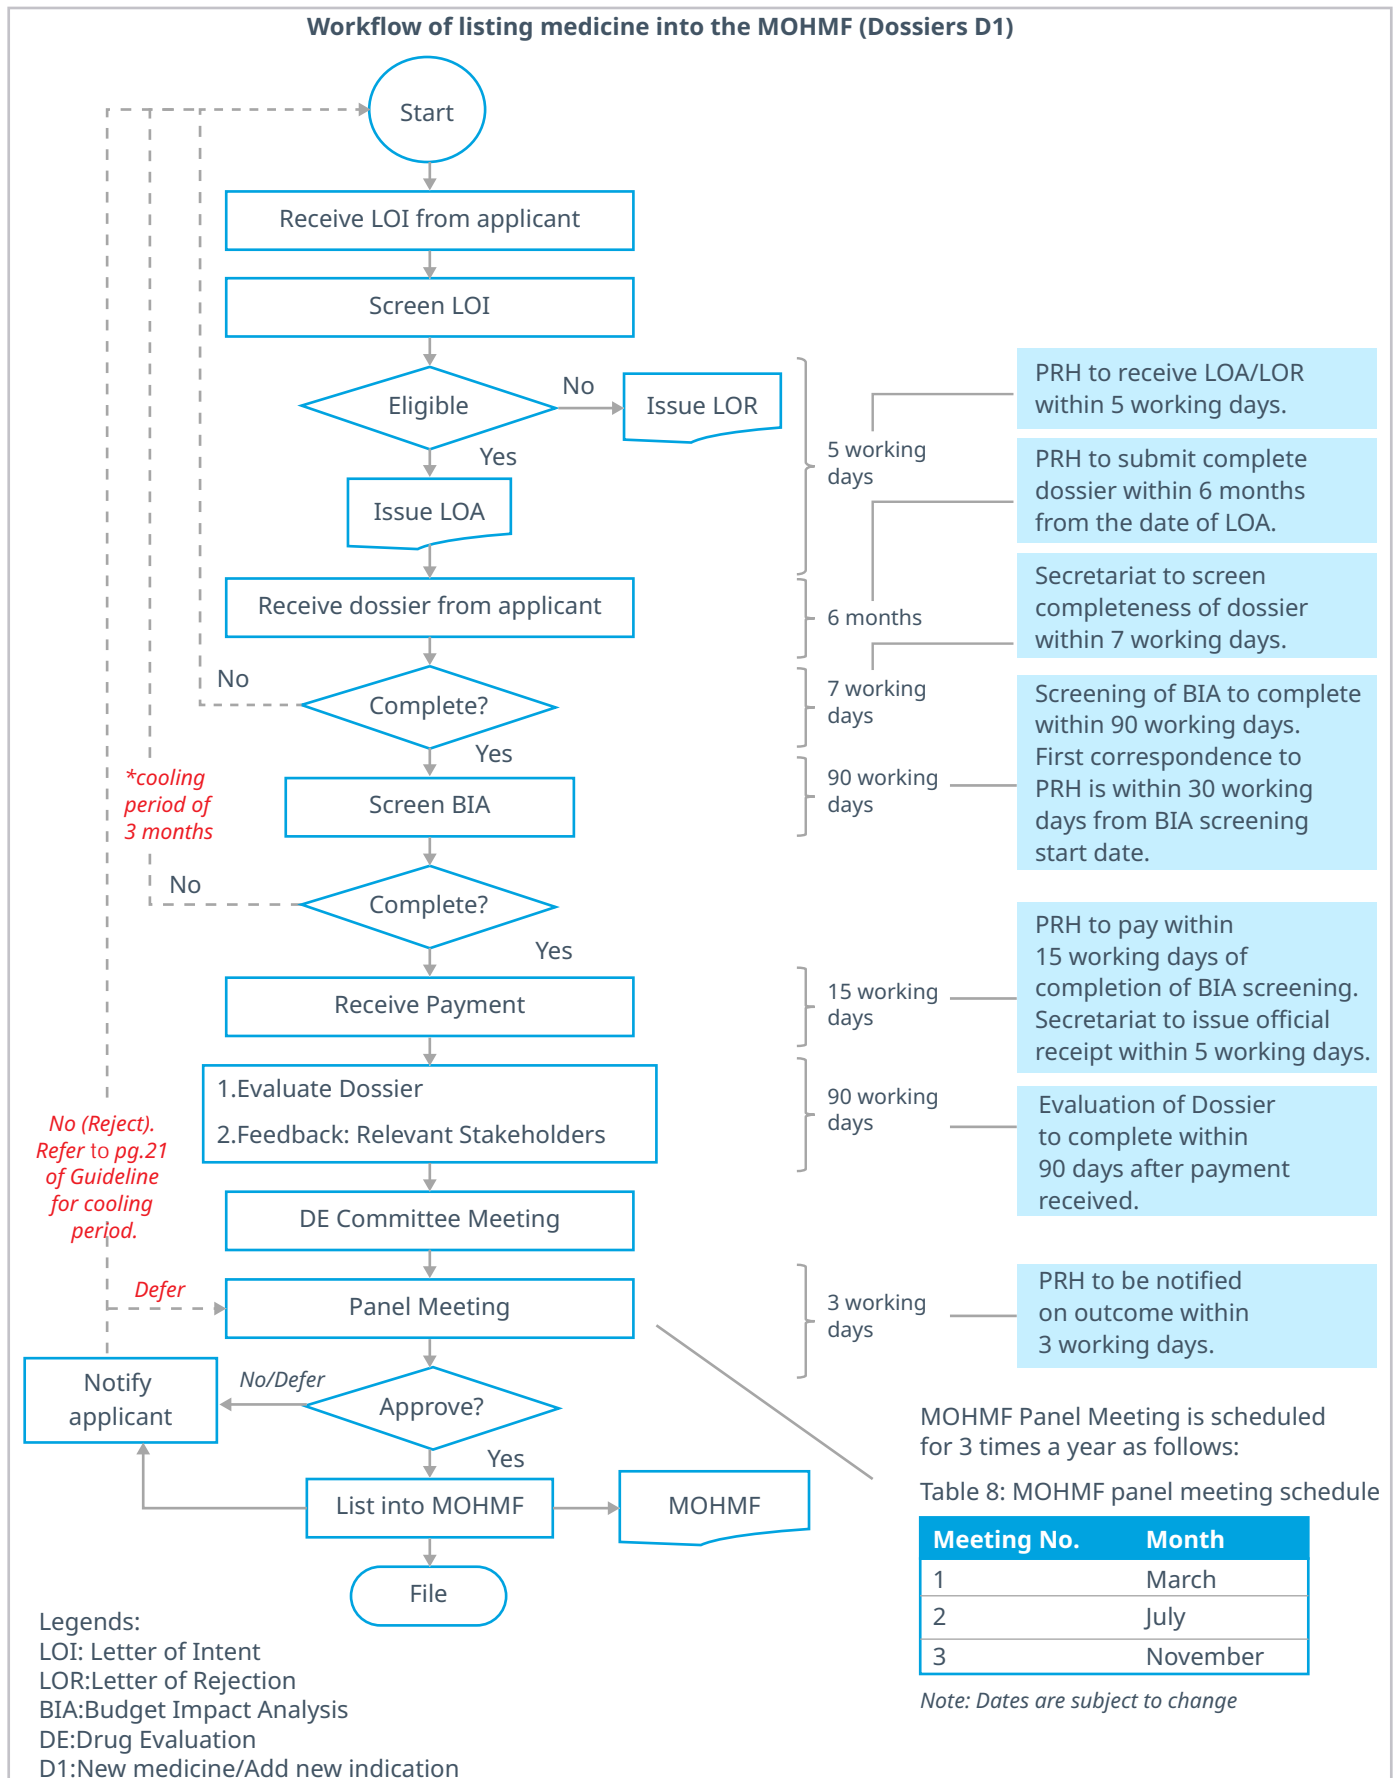 Workflow of listing medicine into the MOHMF (Dossiers D1)
Start
Receive LOI from applicant
Screen LOI
Eligible
No
Issue LOR
Yes
Issue LOA
Receive dossier from applicant
No
Complete?
Yes
*cooling
period of
3 months
Screen BIA
No
Complete?
Yes
Receive Payment
1.Evaluate Dossier
2.Feedback: Relevant Stakeholders
No (Reject).
Refer to pg.21
of Guideline
for cooling
period.
DE Committee Meeting
Defer
Panel Meeting
Notify
applicant
No/Defer
Approve?
Yes
List into MOHMF
MOHMF
File
5 working
days
6 months
7 working
days
90 working
days
15 working
days
90 working
days
3 working
days
PRH to receive LOA/LOR
within 5 working days.
PRH to submit complete
dossier within 6 months
from the date of LOA.
Secretariat to screen
completeness of dossier
within 7 working days.
Screening of BIA to complete
within 90 working days.
First correspondence to
PRH is within 30 working
days from BIA screening
start date.
PRH to pay within
15 working days of
completion of BIA screening.
Secretariat to issue official
receipt within 5 working days.
Evaluation of Dossier
to complete within
90 days after payment
received.
PRH to be notified
on outcome within
3 working days.
MOHMF Panel Meeting is scheduled
for 3 times a year as follows:
Table 8: MOHMF panel meeting schedule
Meeting No. Month
1 March
2 July
3 November
Note: Dates are subject to change
Legends:
LOI: Letter of Intent
LOR:Letter of Rejection
BIA:Budget Impact Analysis
DE:Drug Evaluation
D1:New medicine/Add new indication